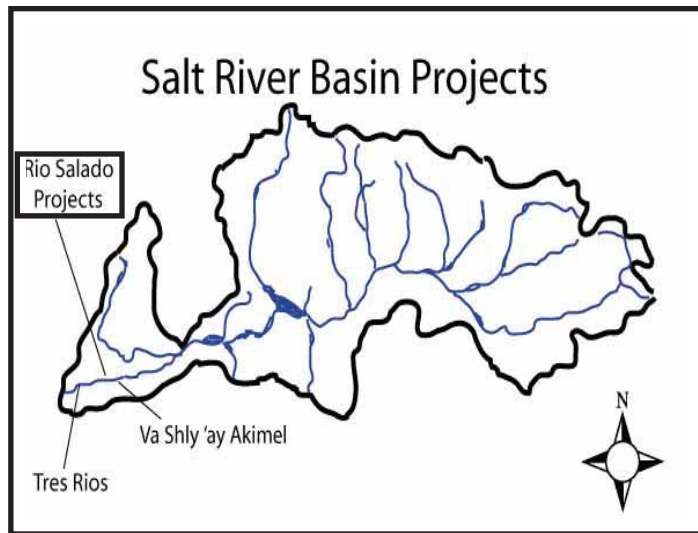 Salt River Basin Projects
Rio Salado
Projects
Va Shly 'ay Akimel
Tres Rios
N